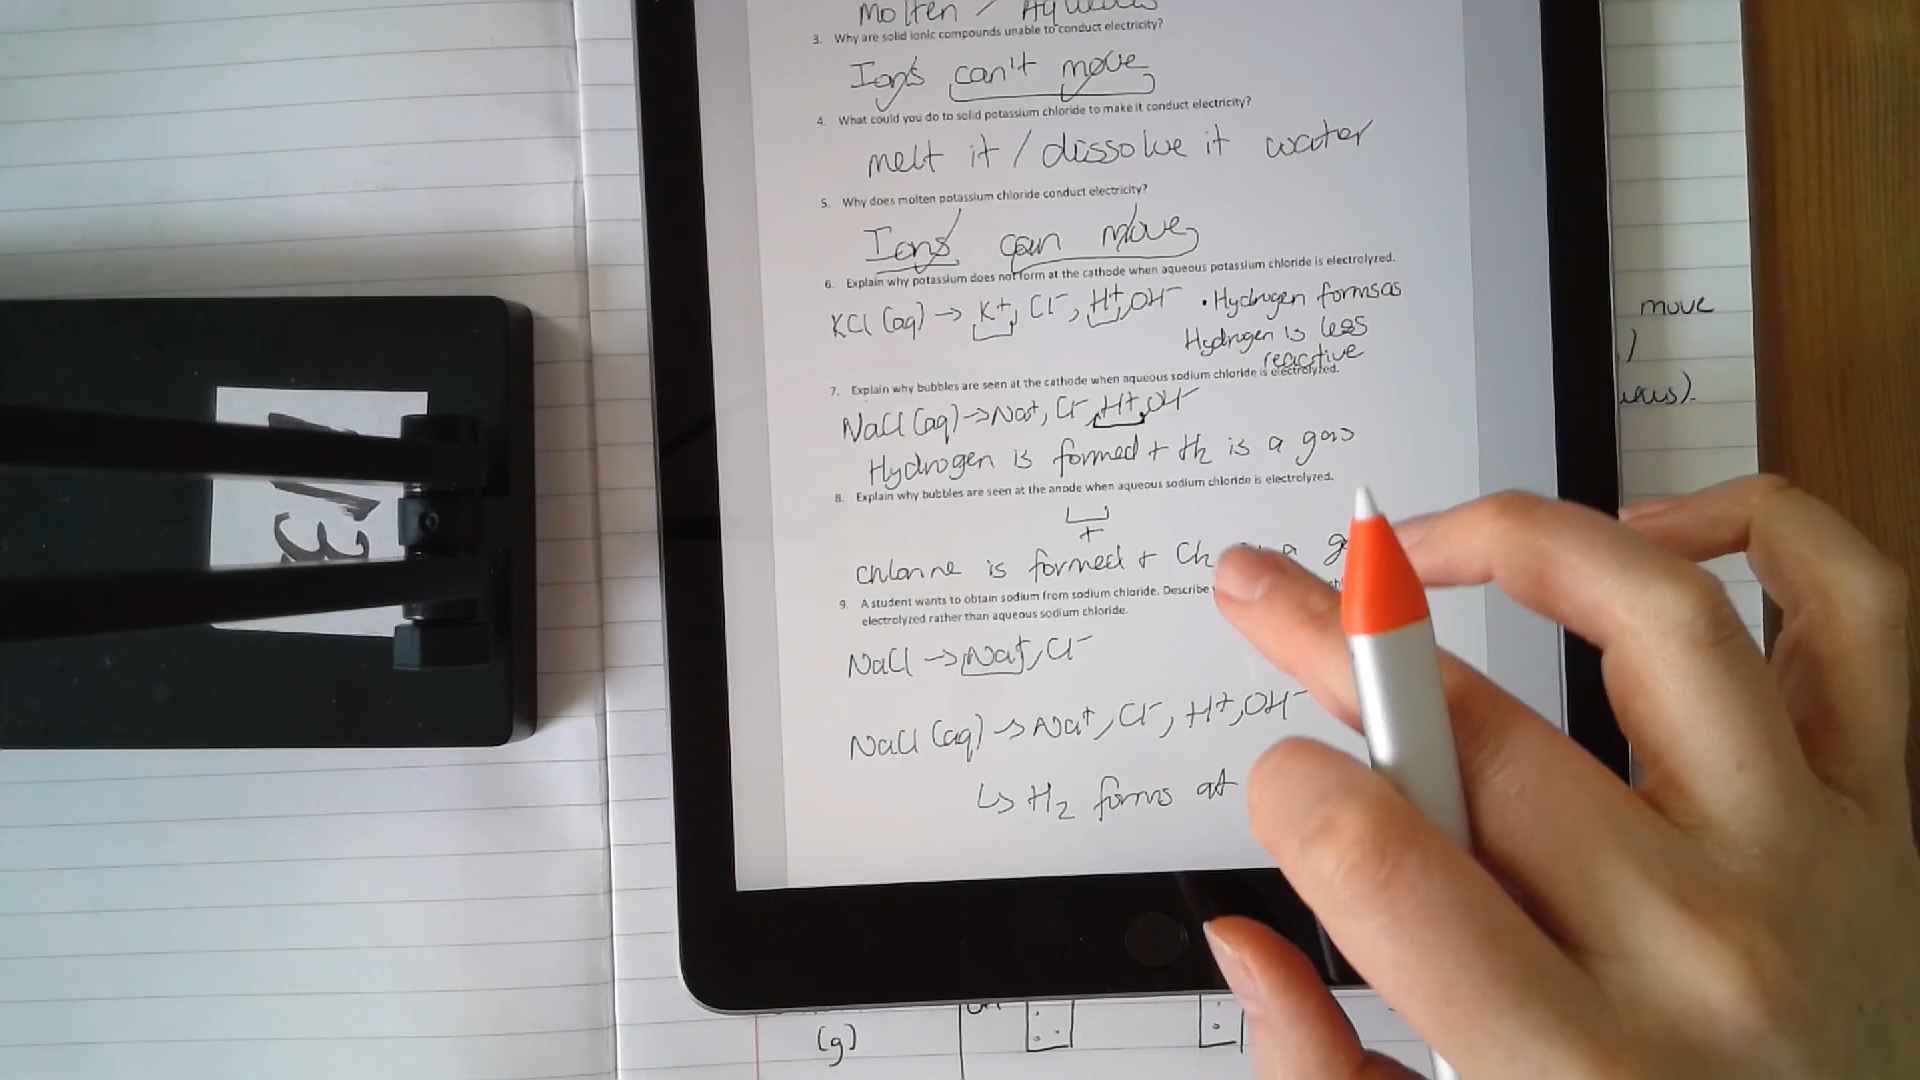 Molten / Aqueous
3. Why are solid ionic compounds unable to conduct electricity?
Ions can't move
4. What could you do to solid potassium chloride to make it conduct electricity?
melt it / dissolve it water
5. Why does molten potassium chloride conduct electricity?
Ions can move
6. Explain why potassium does not form at the cathode when aqueous potassium chloride is electrolyzed.
KCl (aq) → K+, Cl-, H+, OH- • Hydrogen forms as
Hydrogen is less
reactive
7. Explain why bubbles are seen at the cathode when aqueous sodium chloride is electrolyzed.
NaCl (aq) → Na+, Cl-, H+, OH-
Hydrogen is formed + H2 is a gas
8. Explain why bubbles are seen at the anode when aqueous sodium chloride is electrolyzed.
+
Chlorine is formed + Cl2 a
9. A student wants to obtain sodium from sodium chloride. Describe
electrolyzed rather than aqueous sodium chloride.
NaCl → Na+, Cl-
NaCl (aq) → Na+, Cl-, H+, OH-
↳ H2 forms at
move
)
(g)